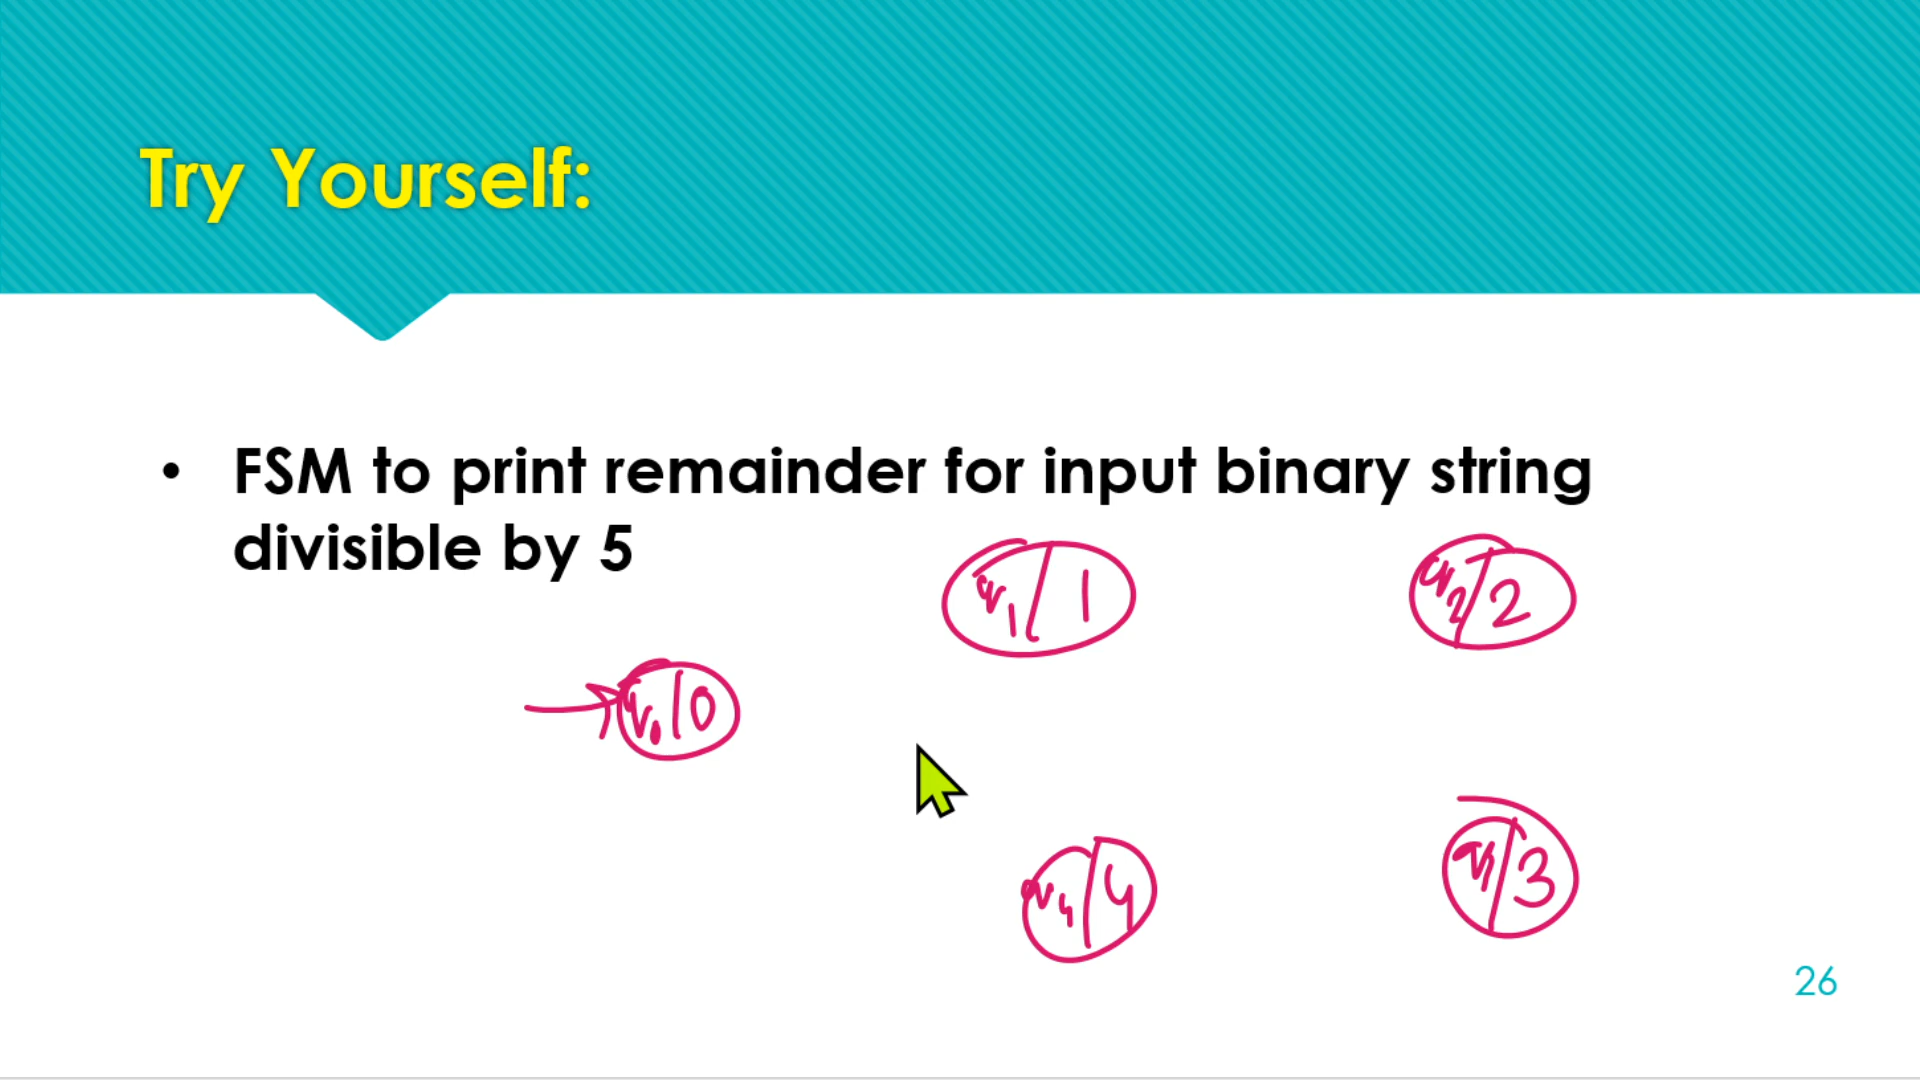 Try Yourself:
• FSM to print remainder for input binary string
divisible by 5
q1/1
q2/2
q0/0
q4/4
q3/3
26